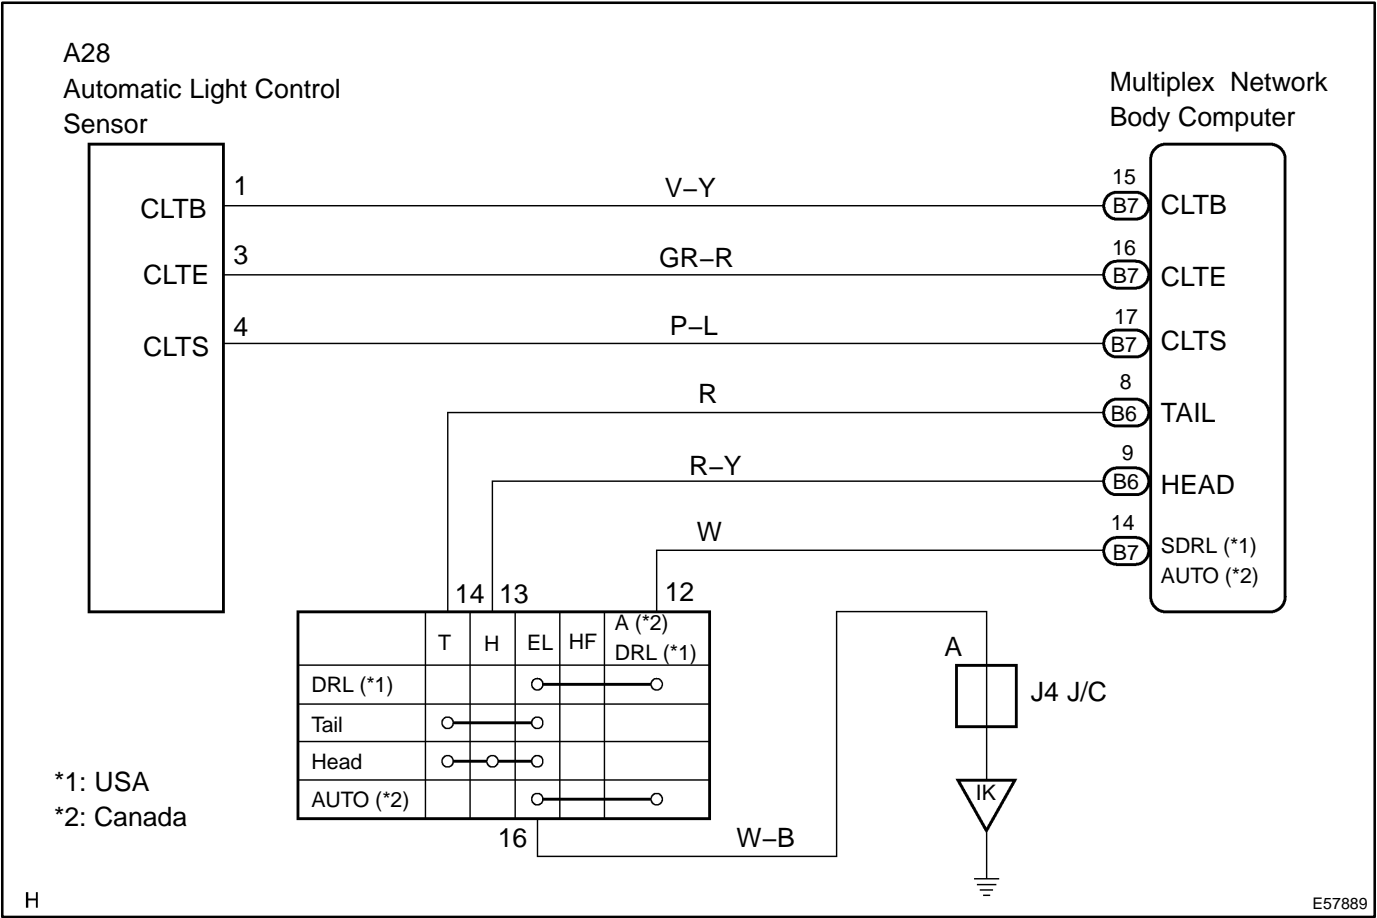 A28
Automatic Light Control
Sensor
Multiplex Network
Body Computer
CLTB
1
V–Y
15
B7
CLTB
CLTE
3
GR–R
16
B7
CLTE
CLTS
4
P–L
17
B7
CLTS
R
8
B6
TAIL
R–Y
9
B6
HEAD
W
14
B7
SDRL (*1)
AUTO (*2)
14
13
12
T
H
EL
HF
A (*2)
DRL (*1)
DRL (*1)
Tail
Head
AUTO (*2)
16
W–B
A
J4 J/C
IK
*1: USA
*2: Canada
H
E57889